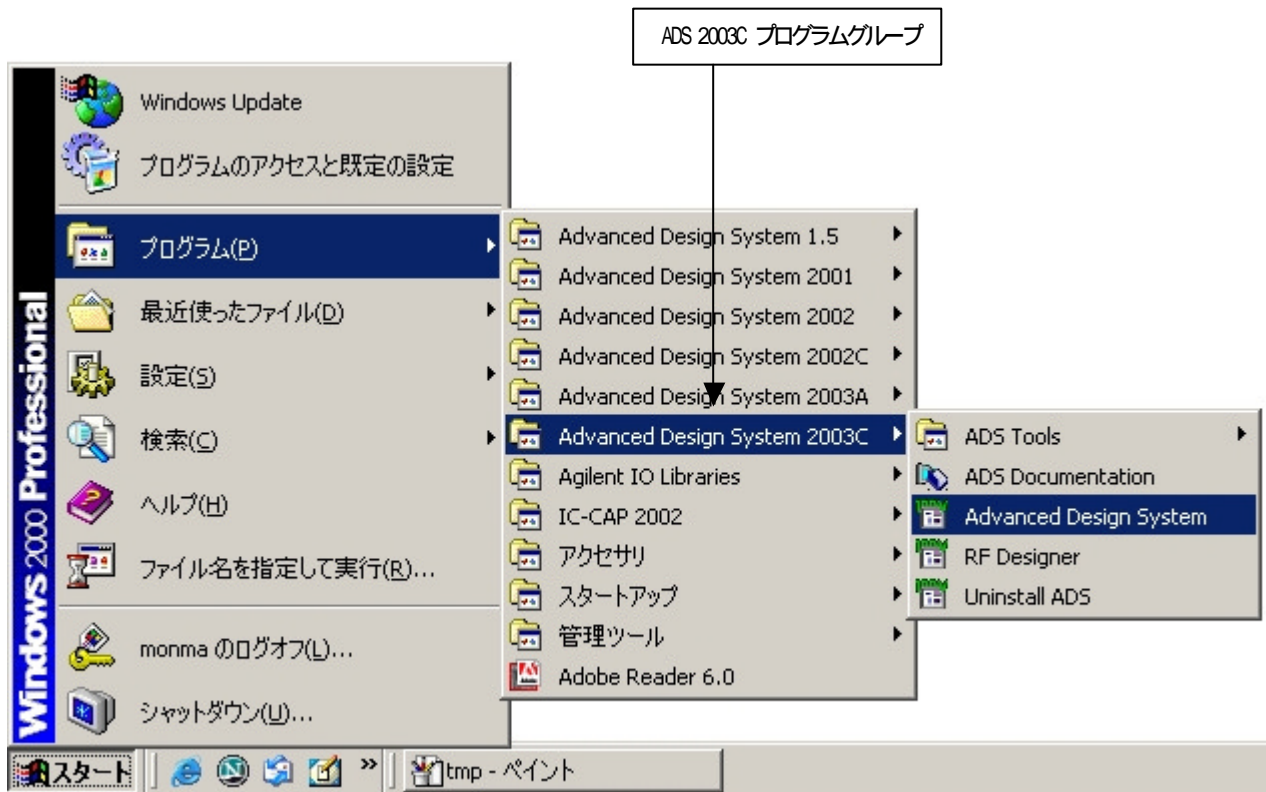 ADS 2003C プログラムグループ
Windows 2000 Professional
Windows Update
プログラムのアクセスと既定の設定
プログラム(P)
最近使ったファイル(D)
設定(S)
検索(C)
ヘルプ(H)
ファイル名を指定して実行(R)...
monma のログオフ(L)...
シャットダウン(U)...
Advanced Design System 1.5
Advanced Design System 2001
Advanced Design System 2002
Advanced Design System 2002C
Advanced Design System 2003A
Advanced Design System 2003C
Agilent IO Libraries
IC-CAP 2002
アクセサリ
スタートアップ
管理ツール
Adobe Reader 6.0
ADS Tools
ADS Documentation
Advanced Design System
RF Designer
Uninstall ADS
スタート
tmp - ペイント